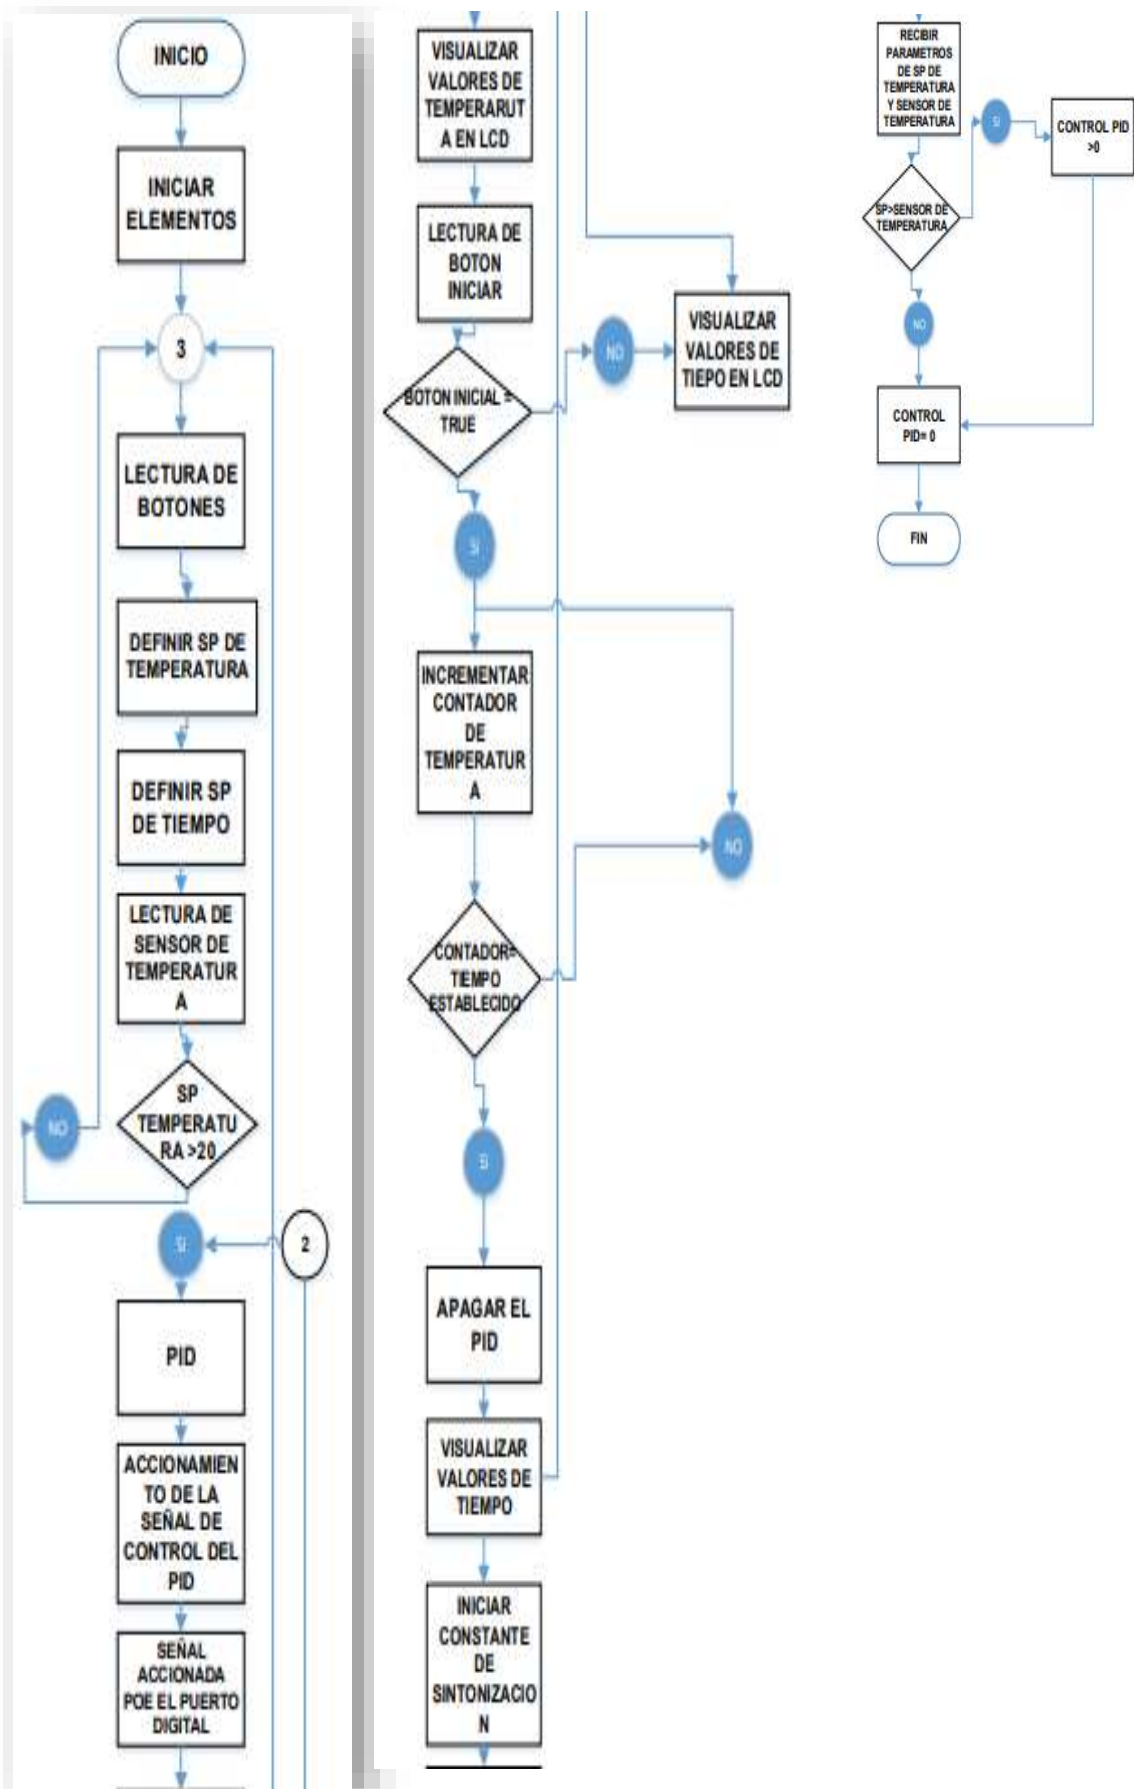 INICIO
INICIAR
ELEMENTOS
3
LECTURA DE
BOTONES
DEFINIR SP DE
TEMPERATURA
DEFINIR SP
DE TIEMPO
LECTURA DE
SENSOR DE
TEMPERATUR
A
SP
TEMPERATU
RA >20
NO
SI
2
PID
ACCIONAMIEN
TO DE LA
SEÑAL DE
CONTROL DEL
PID
SEÑAL
ACCIONADA
POE EL PUERTO
DIGITAL
VISUALIZAR
VALORES DE
TEMPERARUT
A EN LCD
LECTURA DE
BOTON
INICIAR
BOTON INICIAL =
TRUE
NO
VISUALIZAR
VALORES DE
TIEPO EN LCD
SI
INCREMENTAR
CONTADOR
DE
TEMPERATUR
A
NO
CONTADOR=
TIEMPO
ESTABLECIDO
SI
APAGAR EL
PID
VISUALIZAR
VALORES DE
TIEMPO
INICIAR
CONSTANTE
DE
SINTONIZACIO
N
RECIBIR
PARAMETROS
DE SP DE
TEMPERATURA
Y SENSOR DE
TEMPERATURA
SI
CONTROL PID
>0
SP>SENSOR DE
TEMPERATURA
NO
CONTROL
PID= 0
FIN